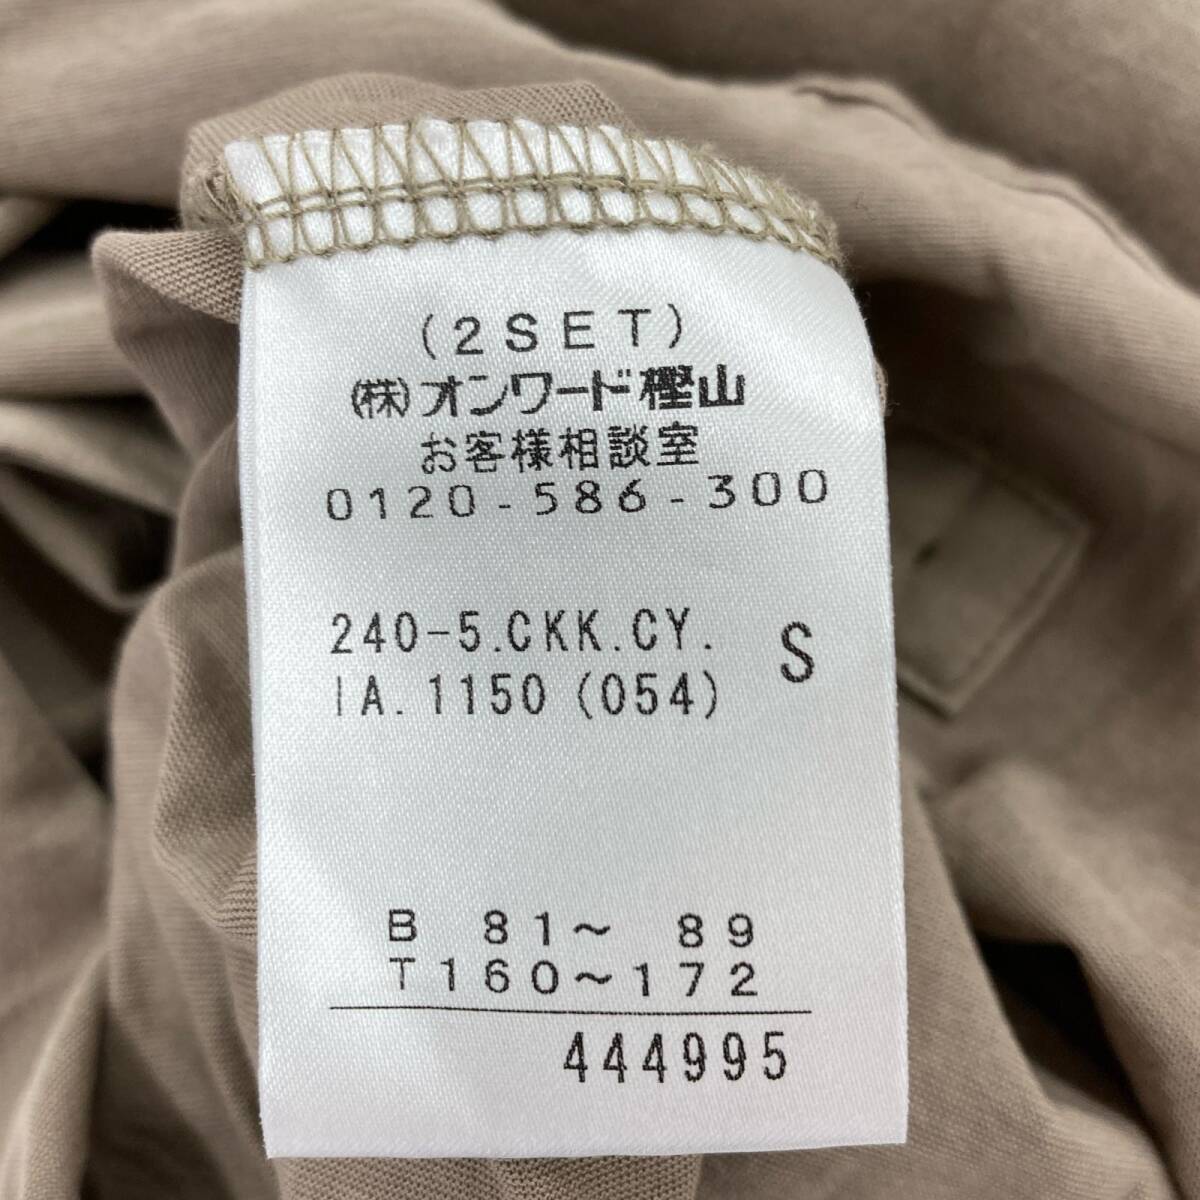 (2SET)
(株)オンワード樫山
お客様相談室
0120-586-300
240-5.CKK.CY.
IA.1150 (054)
S
B 81～ 89
T160～172
444995